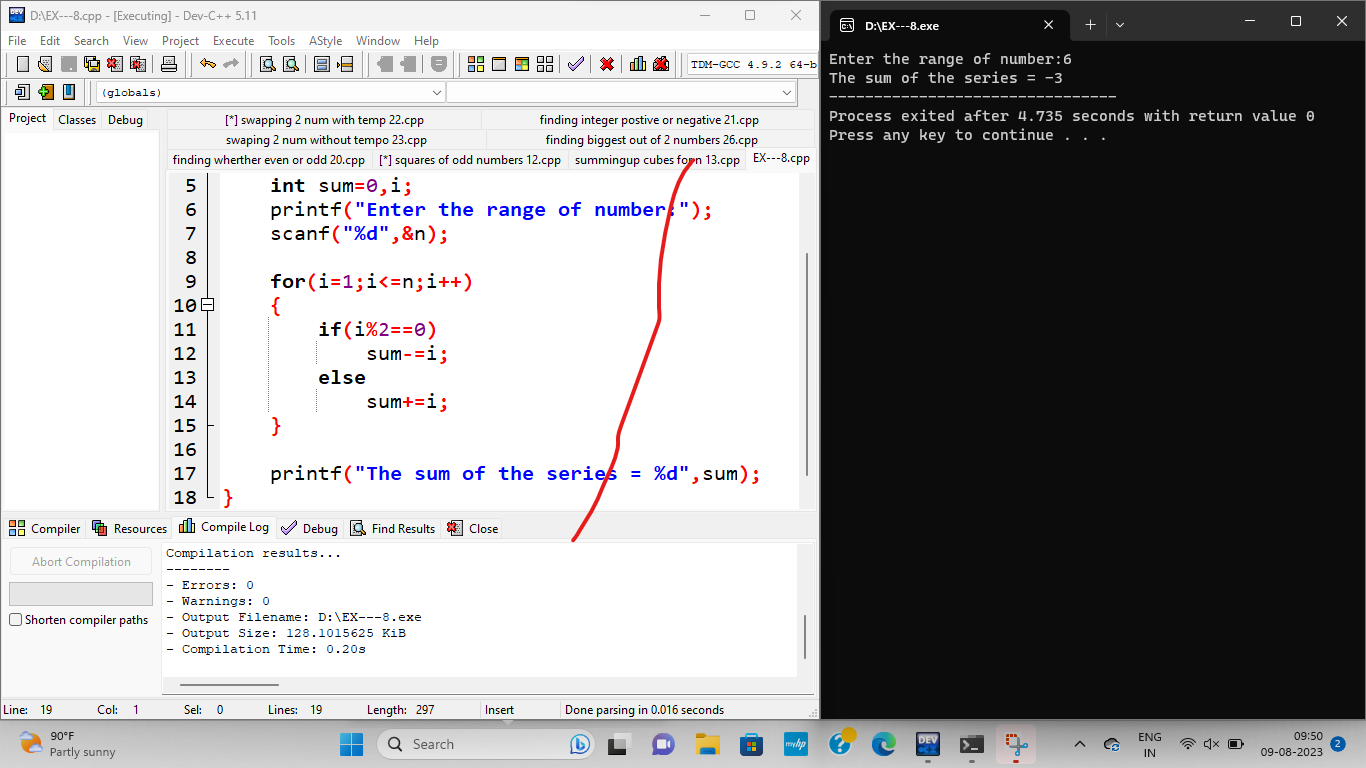 D:\EX---8.cpp - [Executing] - Dev-C++ 5.11
File Edit Search View Project Execute Tools AStyle Window Help
TDM-GCC 4.9.2 64-b
(globals)
Project Classes Debug
[*] swapping 2 num with temp 22.cpp finding integer postive or negative 21.cpp
swaping 2 num without tempo 23.cpp finding biggest out of 2 numbers 26.cpp
finding wherther even or odd 20.cpp [*] squares of odd numbers 12.cpp summingup cubes for n 13.cpp EX---8.cpp
5 int sum=0,i;
6 printf("Enter the range of number:");
7 scanf("%d",&n);
8
9 for(i=1;i<=n;i++)
10 {
11 if(i%2==0)
12 sum-=i;
13 else
14 sum+=i;
15 }
16
17 printf("The sum of the series = %d",sum);
18 }
Compiler Resources Compile Log Debug Find Results Close
Abort Compilation
Shorten compiler paths
Compilation results...
--------
- Errors: 0
- Warnings: 0
- Output Filename: D:\EX---8.exe
- Output Size: 128.1015625 KiB
- Compilation Time: 0.20s
Line: 19 Col: 1 Sel: 0 Lines: 19 Length: 297 Insert Done parsing in 0.016 seconds
D:\EX---8.exe
Enter the range of number:6
The sum of the series = -3
--------------------------------
Process exited after 4.735 seconds with return value 0
Press any key to continue . . .
90°F
Partly sunny
Search
myhp
DEV
ENG
IN
09:50
09-08-2023
2